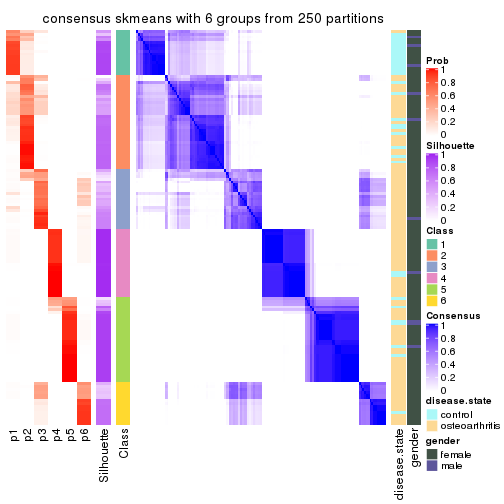 consensus skmeans with 6 groups from 250 partitions
Prob
1
0.8
0.6
0.4
0.2
0
Silhouette
1
0.8
0.6
0.4
0.2
0
Class
1
2
3
4
5
6
Consensus
1
0.8
0.6
0.4
0.2
0
disease.state
control
osteoarthritis
gender
female
male
p1
p2
p3
p4
p5
p6
Silhouette
Class
disease.state
gender